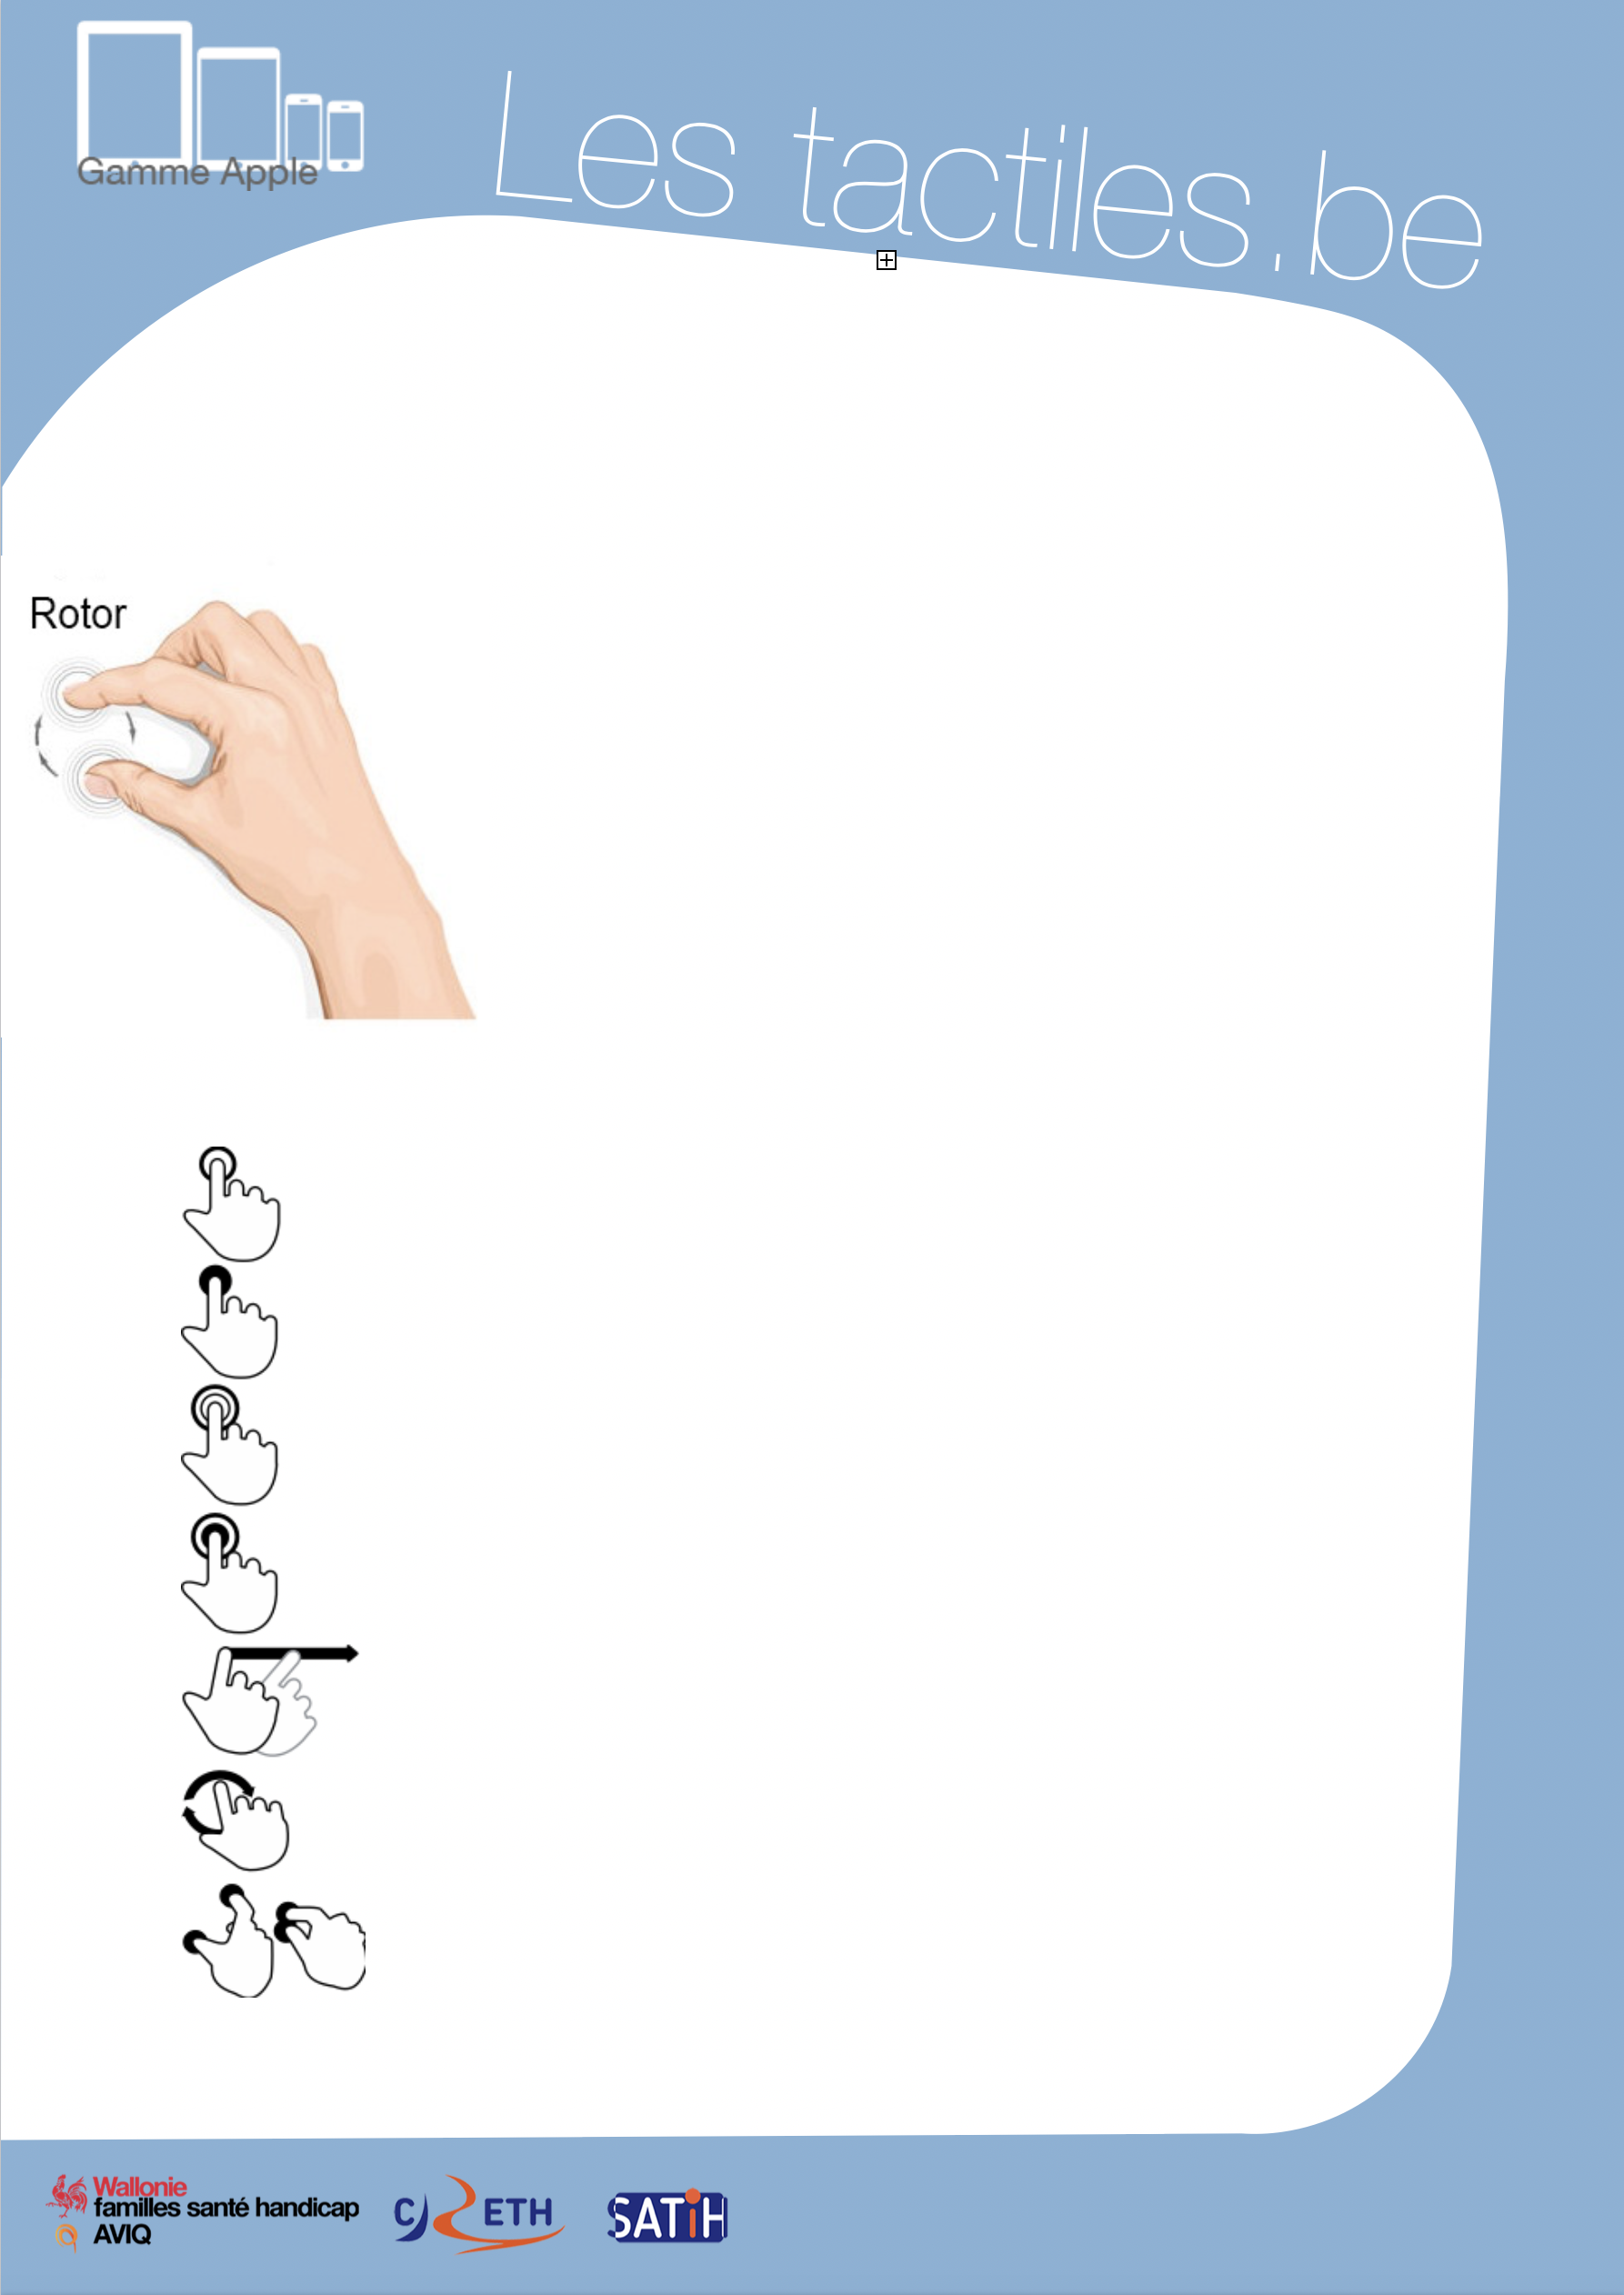 Gamme Apple
Les tactiles.be
Rotor
Wallonie
familles santé handicap
AVIQ
C ETH
SATiH